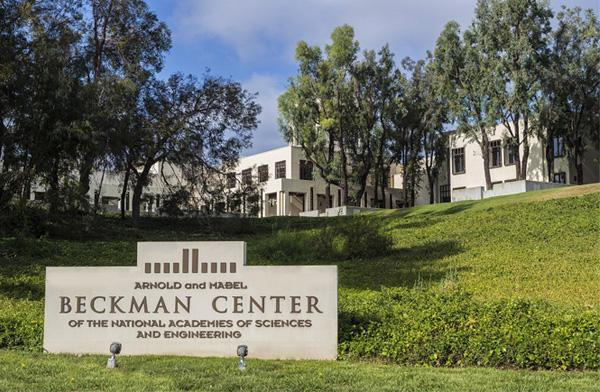 ARNOLD and MABEL
BECKMAN CENTER
OF THE NATIONAL ACADEMIES OF SCIENCES
AND ENGINEERING